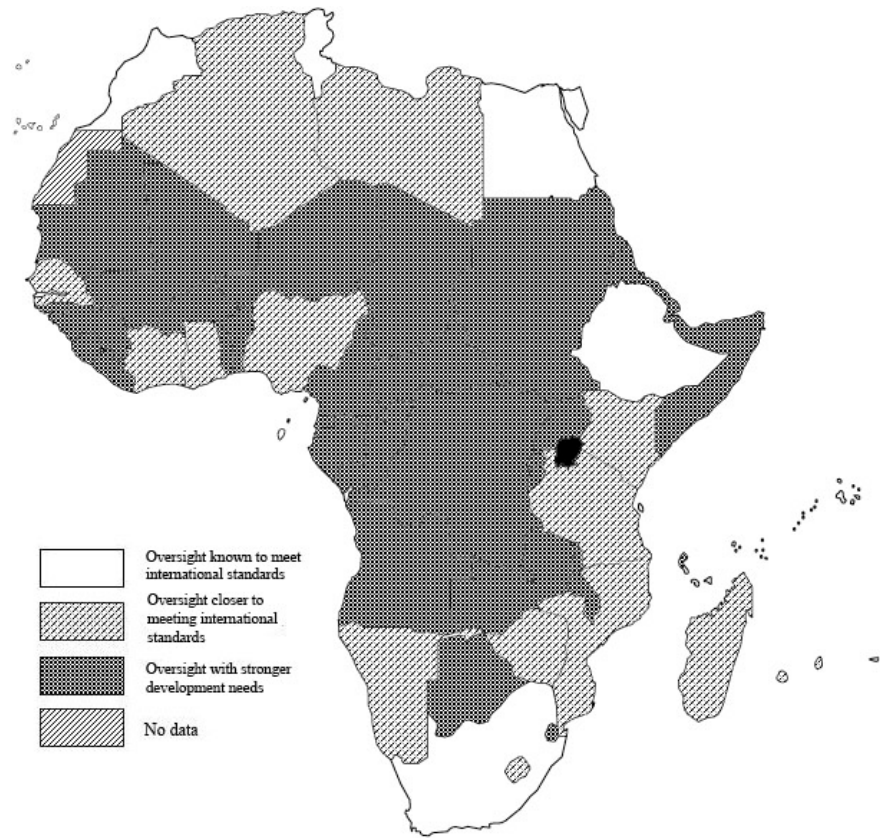 Oversight known to meet
international standards
Oversight closer to
meeting international
standards
Oversight with stronger
development needs
No data